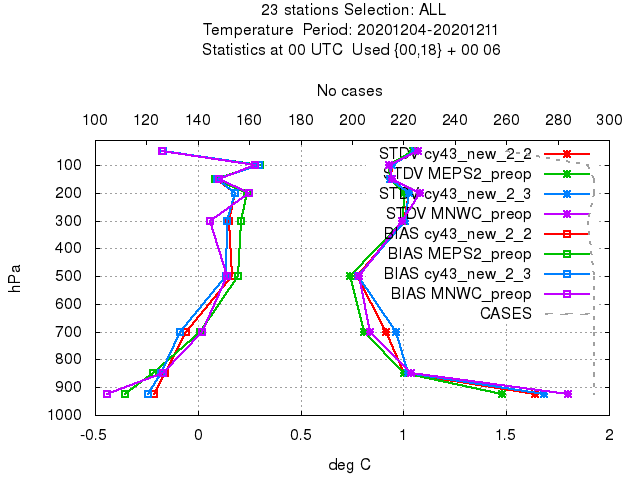 23 stations Selection: ALL
Temperature Period: 20201204-20201211
Statistics at 00 UTC Used {00,18} + 00 06
No cases
100 120 140 160 180 200 220 240 260 280 300
STDV cy43_new_2_2
100
STDV MEPS2_preop
STDV cy43_new_2_3
200
STDV MNWC_preop
300
BIAS cy43_new_2_2
400
BIAS MEPS2_preop
BIAS cy43_new_2_3
500
BIAS MNWC_preop
CASES
600
700
800
900
1000
hPa
-0.5 0 0.5 1 1.5 2
deg C